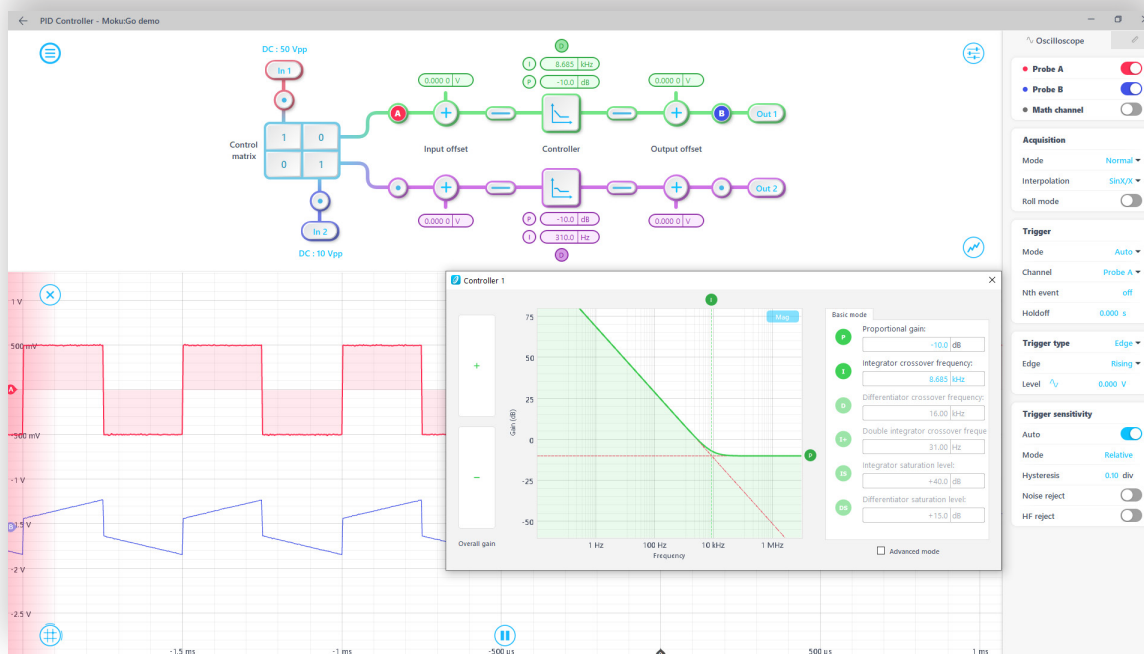 PID Controller - Moku:Go demo
DC : 50 Vpp
In 1
Control
matrix
1 0
0 1
In 2
DC : 10 Vpp
D
I 8.685 kHz
0.000 0 V
P -10.0 dB
0.000 0 V
A
B
Out 1
Input offset
Controller
Output offset
Out 2
0.000 0 V
P -10.0 dB
0.000 0 V
I 310.0 Hz
D
Oscilloscope
Probe A
Probe B
Math channel
Acquisition
Mode Normal
Interpolation SinX/X
Roll mode
Trigger
Mode Auto
Channel Probe A
Nth event off
Holdoff 0.000 s
Trigger type Edge
Edge Rising
Level 0.000 V
Trigger sensitivity
Auto
Mode Relative
Hysteresis 0.10 div
Noise reject
HF reject
1 V
500 mV
A
-1 V
B
-2 V
-2.5 V
-1.5 ms
-1 ms
-500 µs
500 µs
1 ms
Controller 1
+
−
Overall gain
I
Mag
75
50
25
0
-25
-50
Gain (dB)
P
1 Hz
100 Hz
10 kHz
1 MHz
Frequency
Basic mode
Proportional gain:
P -10.0 dB
Integrator crossover frequency:
I 8.685 kHz
Differentiator crossover frequency:
D 16.00 kHz
Double integrator crossover freque
I+ 31.00 Hz
Integrator saturation level:
IS +40.0 dB
Differentiator saturation level:
+15.0 dB
Advanced mode